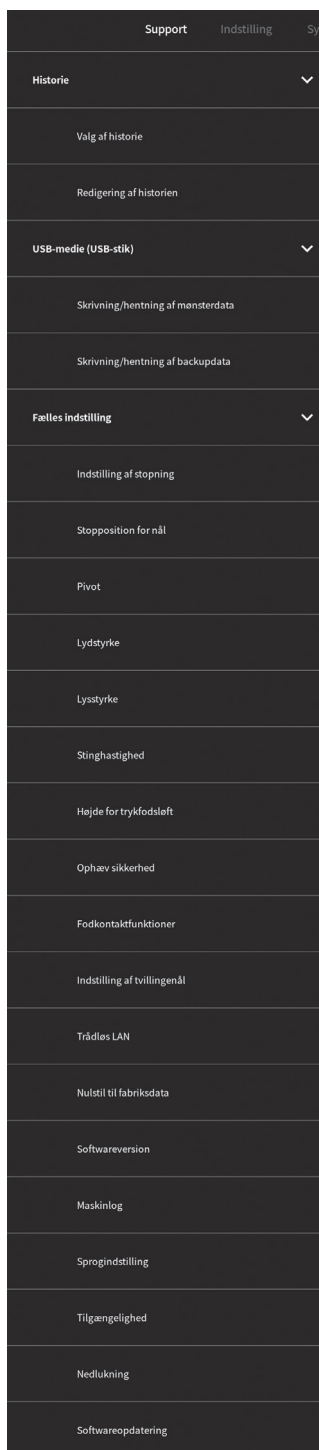 Support Indstilling
Historie
Valg af historie
Redigering af historien
USB-medie (USB-stik)
Skrivning/hentning af mønsterdata
Skrivning/hentning af backupdata
Fælles indstilling
Indstilling af stopning
Stopposition for nål
Pivot
Lydstyrke
Lysstyrke
Stinghastighed
Højde for trykfodsløft
Ophæv sikkerhed
Fodkontaktfunktioner
Indstilling af tvillingenål
Trådløs LAN
Nulstil til fabriksdata
Softwareversion
Maskinlog
Sprogindstilling
Tilgængelighed
Nedlukning
Softwareopdatering